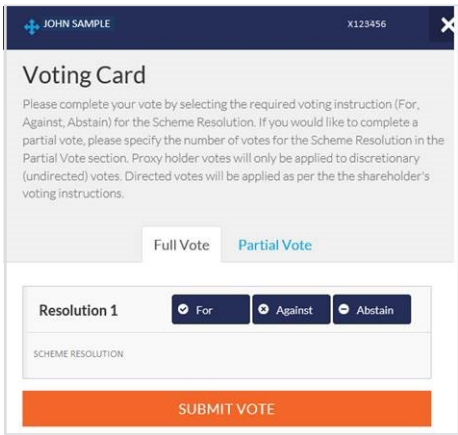 JOHN SAMPLE X123456
Voting Card
Please complete your vote by selecting the required voting instruction (For,
Against, Abstain) for the Scheme Resolution. If you would like to complete a
partial vote, please specify the number of votes for the Scheme Resolution in the
Partial Vote section. Proxy holder votes will only be applied to discretionary
(undirected) votes. Directed votes will be applied as per the the shareholder's
voting instructions.
Full Vote Partial Vote
Resolution 1 For Against Abstain
SCHEME RESOLUTION
SUBMIT VOTE